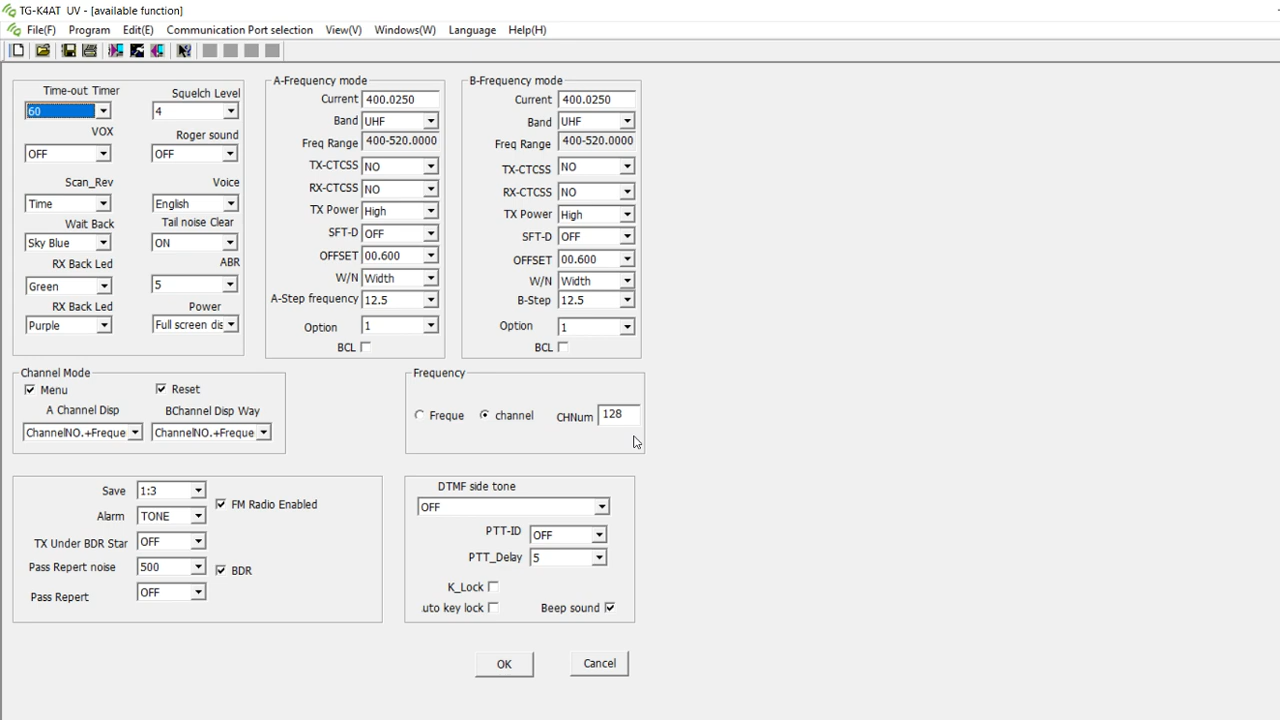 TG-K4AT UV - [available function]
File(F) Program Edit(E) Communication Port selection View(V) Windows(W) Language Help(H)
Time-out Timer
60
Squelch Level
4
VOX
OFF
Roger sound
OFF
Scan_Rev
Time
Voice
English
Wait Back
Sky Blue
Tail noise Clear
ON
RX Back Led
Green
ABR
5
RX Back Led
Purple
Power
Full screen dis
A-Frequency mode
Current 400.0250
Band UHF
Freq Range 400-520.0000
TX-CTCSS NO
RX-CTCSS NO
TX Power High
SFT-D OFF
OFFSET 00.600
W/N Width
A-Step frequency 12.5
Option 1
BCL
B-Frequency mode
Current 400.0250
Band UHF
Freq Range 400-520.0000
TX-CTCSS NO
RX-CTCSS NO
TX Power High
SFT-D OFF
OFFSET 00.600
W/N Width
B-Step 12.5
Option 1
BCL
Channel Mode
Menu Reset
A Channel Disp
ChannelNO.+Freque
BChannel Disp Way
ChannelNO.+Freque
Frequency
Freque channel CHNum 128
Save 1:3
FM Radio Enabled
Alarm TONE
TX Under BDR Star OFF
Pass Repert noise 500
BDR
Pass Repert OFF
DTMF side tone
OFF
PTT-ID OFF
PTT_Delay 5
K_Lock
uto key lock Beep sound
OK Cancel